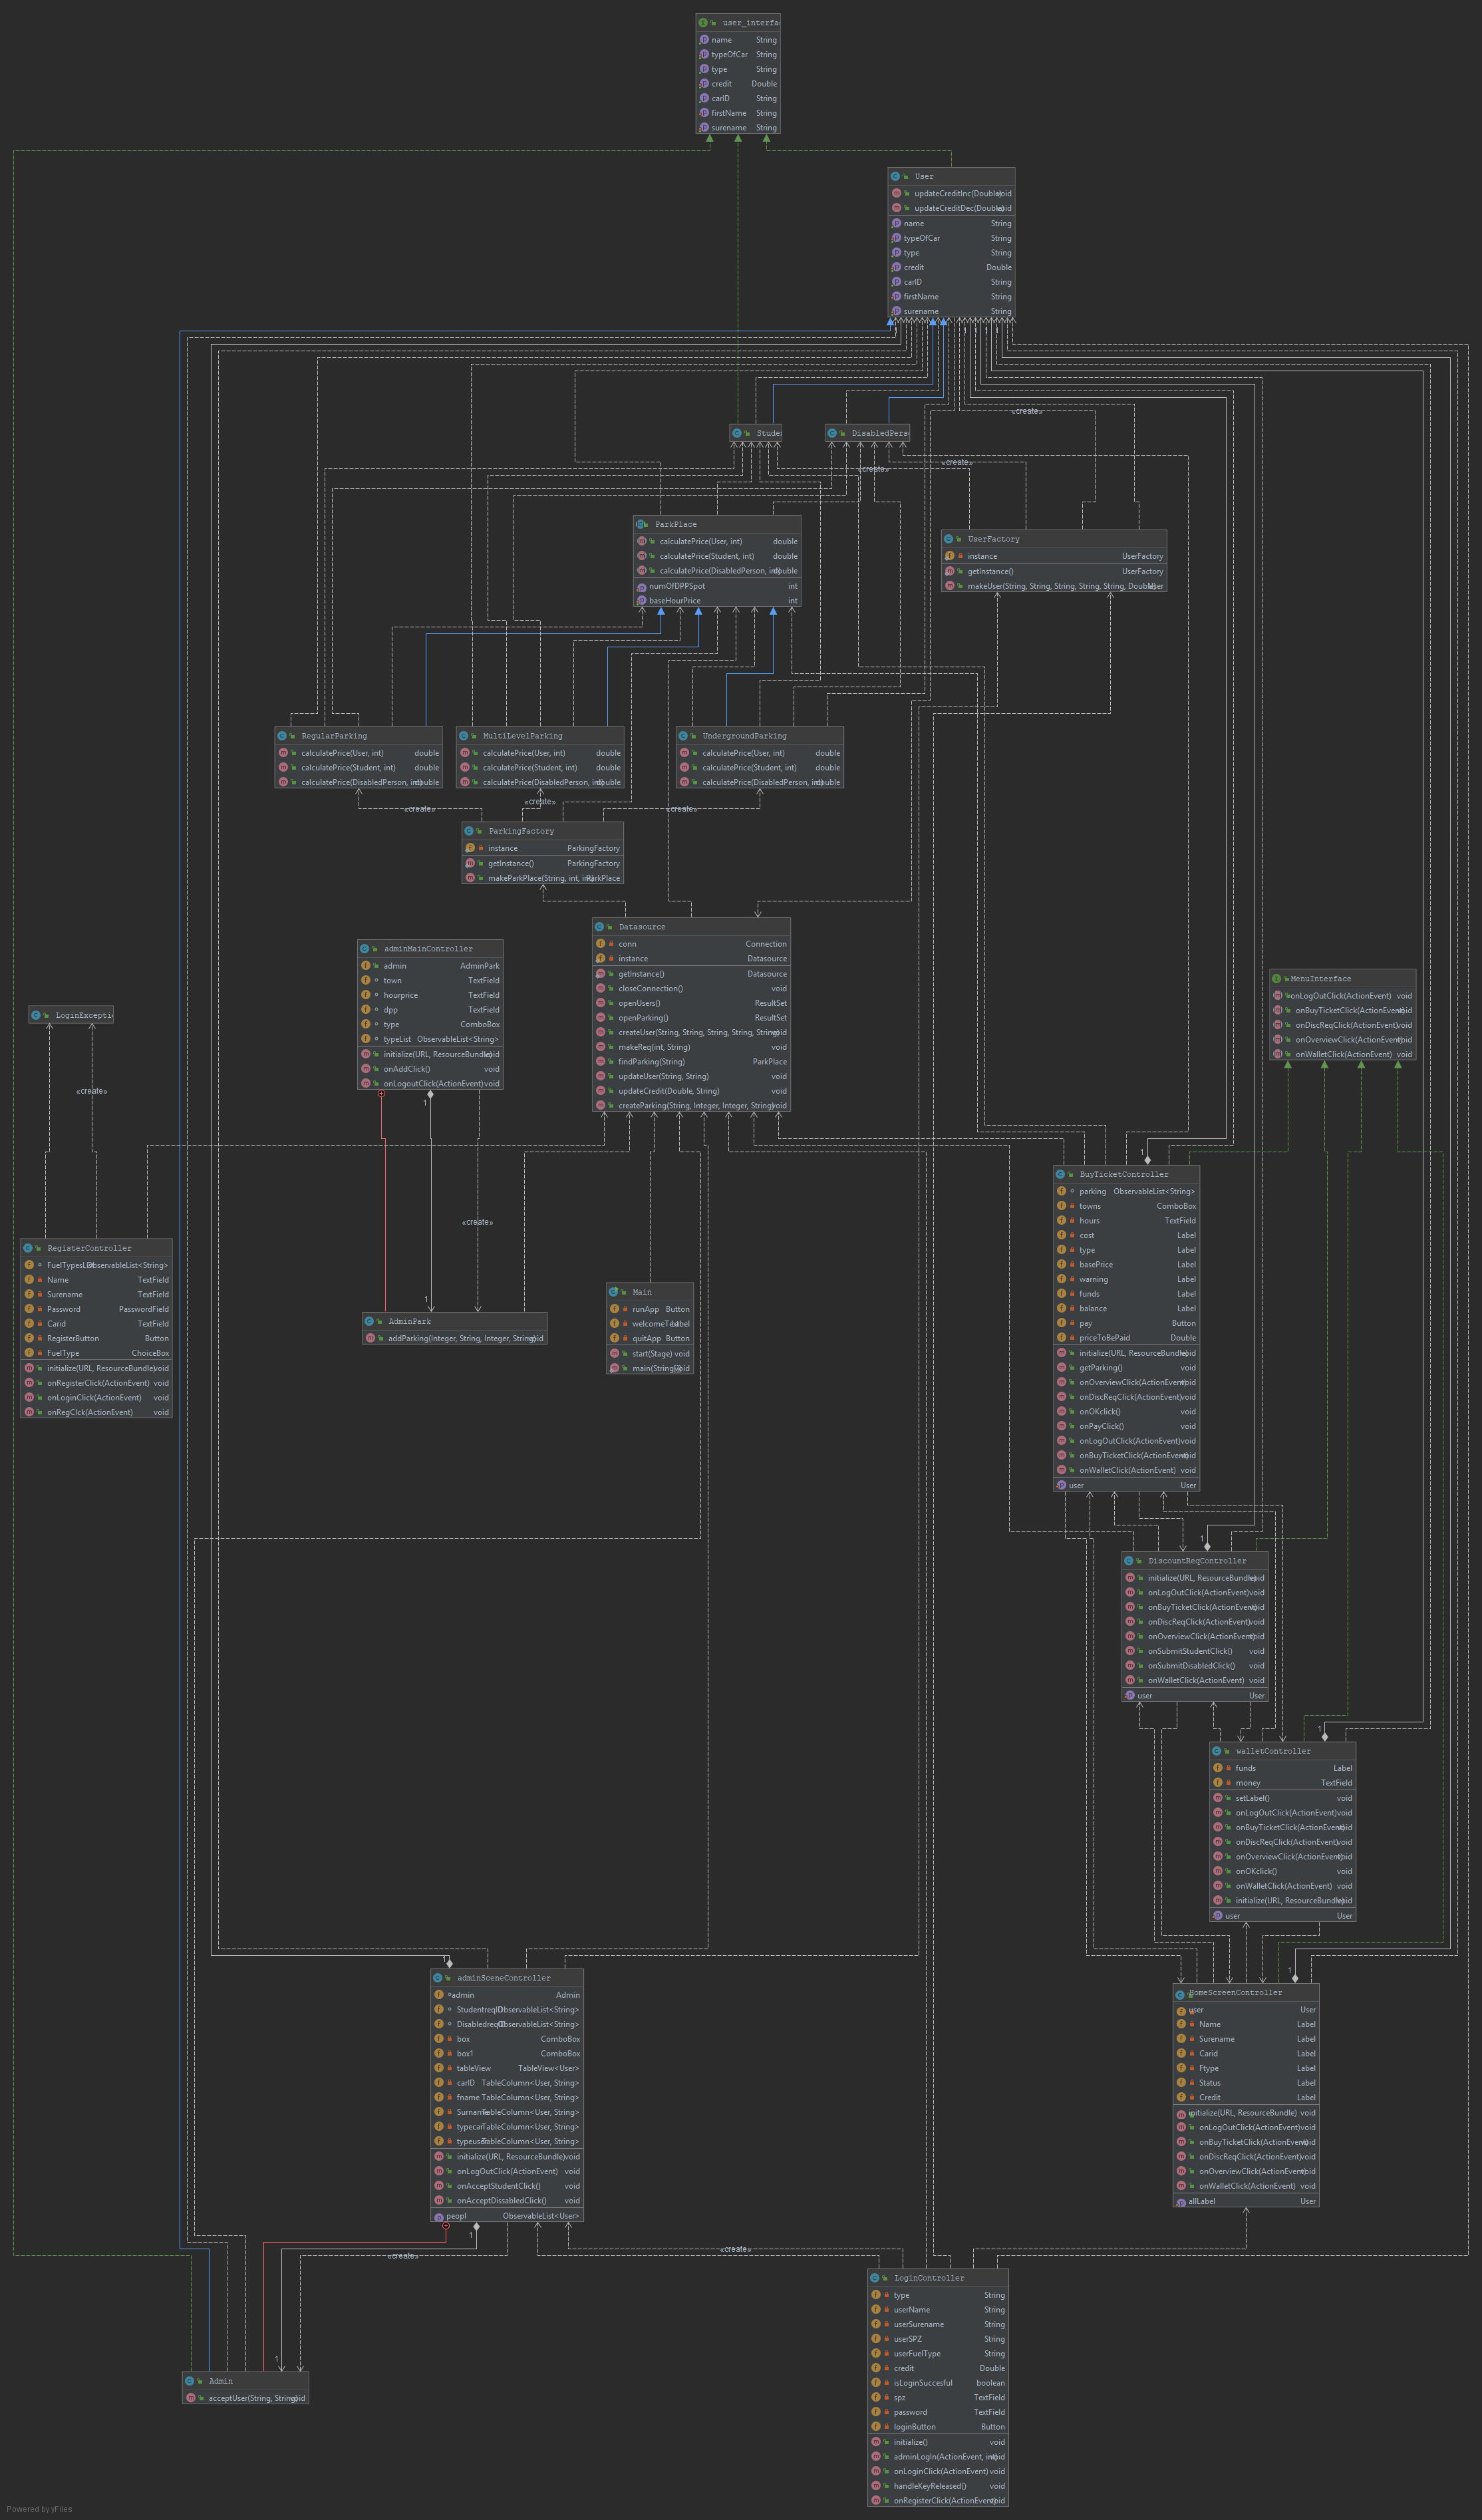 user_interfac
name String
typeOfCar String
type String
credit Double
carID String
firstName String
surename String
User
updateCreditInc(Double) void
updateCreditDec(Double) void
name String
typeOfCar String
type String
credit Double
carID String
firstName String
surename String
«create»
Studen
DisabledPers
«create»
«create»
ParkPlace
calculatePrice(User, int) double
calculatePrice(Student, int) double
calculatePrice(DisabledPerson, int) double
numOfDPPSpot int
baseHourPrice int
UserFactory
instance UserFactory
getInstance() UserFactory
makeUser(String, String, String, String, String, Double) User
RegularParking
calculatePrice(User, int) double
calculatePrice(Student, int) double
calculatePrice(DisabledPerson, int) double
MultiLevelParking
calculatePrice(User, int) double
calculatePrice(Student, int) double
calculatePrice(DisabledPerson, int) double
UndergroundParking
calculatePrice(User, int) double
calculatePrice(Student, int) double
calculatePrice(DisabledPerson, int) double
«create»
«create»
«create»
ParkingFactory
instance ParkingFactory
getInstance() ParkingFactory
makeParkPlace(String, int, int) ParkPlace
Datasource
conn Connection
instance Datasource
getInstance() Datasource
closeConnection() void
openUsers() ResultSet
openParking() ResultSet
createUser(String, String, String, String, String) void
makeReq(int, String) void
findParking(String) ParkPlace
updateUser(String, String) void
updateCredit(Double, String) void
createParking(String, Integer, Integer, String) void
adminMainController
admin AdminPark
town TextField
hourprice TextField
dpp TextField
type ComboBox
typeList ObservableList<String>
initialize(URL, ResourceBundle) void
onAddClick() void
onLogoutClick(ActionEvent) void
MenuInterface
onLogOutClick(ActionEvent) void
onBuyTicketClick(ActionEvent) void
onDiscReqClick(ActionEvent) void
onOverviewClick(ActionEvent) void
onWalletClick(ActionEvent) void
LoginExcepti
«create»
1
1
«create»
1
BuyTicketController
parking ObservableList<String>
towns ComboBox
hours TextField
cost Label
type Label
basePrice Label
warning Label
funds Label
balance Label
pay Button
priceToBePaid Double
initialize(URL, ResourceBundle) void
getParking() void
onOverviewClick(ActionEvent) void
onDiscReqClick(ActionEvent) void
onOKclick() void
onPayClick() void
onLogOutClick(ActionEvent) void
onBuyTicketClick(ActionEvent) void
onWalletClick(ActionEvent) void
user User
RegisterController
FuelTypesList ObservableList<String>
Name TextField
Surename TextField
Password PasswordField
Carid TextField
RegisterButton Button
FuelType ChoiceBox
initialize(URL, ResourceBundle) void
onRegisterClick(ActionEvent) void
onLoginClick(ActionEvent) void
onRegClck(ActionEvent) void
AdminPark
addParking(Integer, String, Integer, String) void
Main
runApp Button
welcomeText Label
quitApp Button
start(Stage) void
main(String[]) void
1
DiscountReqController
initialize(URL, ResourceBundle) void
onLogOutClick(ActionEvent) void
onBuyTicketClick(ActionEvent) void
onDiscReqClick(ActionEvent) void
onOverviewClick(ActionEvent) void
onSubmitStudentClick() void
onSubmitDisabledClick() void
onWalletClick(ActionEvent) void
user User
1
walletController
funds Label
money TextField
setLabel() void
onLogOutClick(ActionEvent) void
onBuyTicketClick(ActionEvent) void
onDiscReqClick(ActionEvent) void
onOverviewClick(ActionEvent) void
onOKclick() void
onWalletClick(ActionEvent) void
initialize(URL, ResourceBundle) void
user User
1
1
adminSceneController
admin Admin
StudentreqID ObservableList<String>
DisabledreqID ObservableList<String>
box ComboBox
box1 ComboBox
tableView TableView<User>
carID TableColumn<User, String>
fname TableColumn<User, String>
Surname TableColumn<User, String>
typecar TableColumn<User, String>
typeuser TableColumn<User, String>
initialize(URL, ResourceBundle) void
onLogOutClick(ActionEvent) void
onAcceptStudentClick() void
onAcceptDissabledClick() void
peopl ObservableList<User>
HomeScreenController
user User
Name Label
Surename Label
Carid Label
Ftype Label
Status Label
Credit Label
initialize(URL, ResourceBundle) void
onLogOutClick(ActionEvent) void
onBuyTicketClick(ActionEvent) void
onDiscReqClick(ActionEvent) void
onOverviewClick(ActionEvent) void
onWalletClick(ActionEvent) void
allLabel User
1
«create»
«create»
LoginController
type String
userName String
userSurename String
userSPZ String
userFuelType String
credit Double
isLoginSuccesful boolean
spz TextField
password TextField
loginButton Button
initialize() void
adminLogIn(ActionEvent, int) void
onLoginClick(ActionEvent) void
handleKeyReleased() void
onRegisterClick(ActionEvent) void
1
Admin
acceptUser(String, String) void
Powered by yFiles